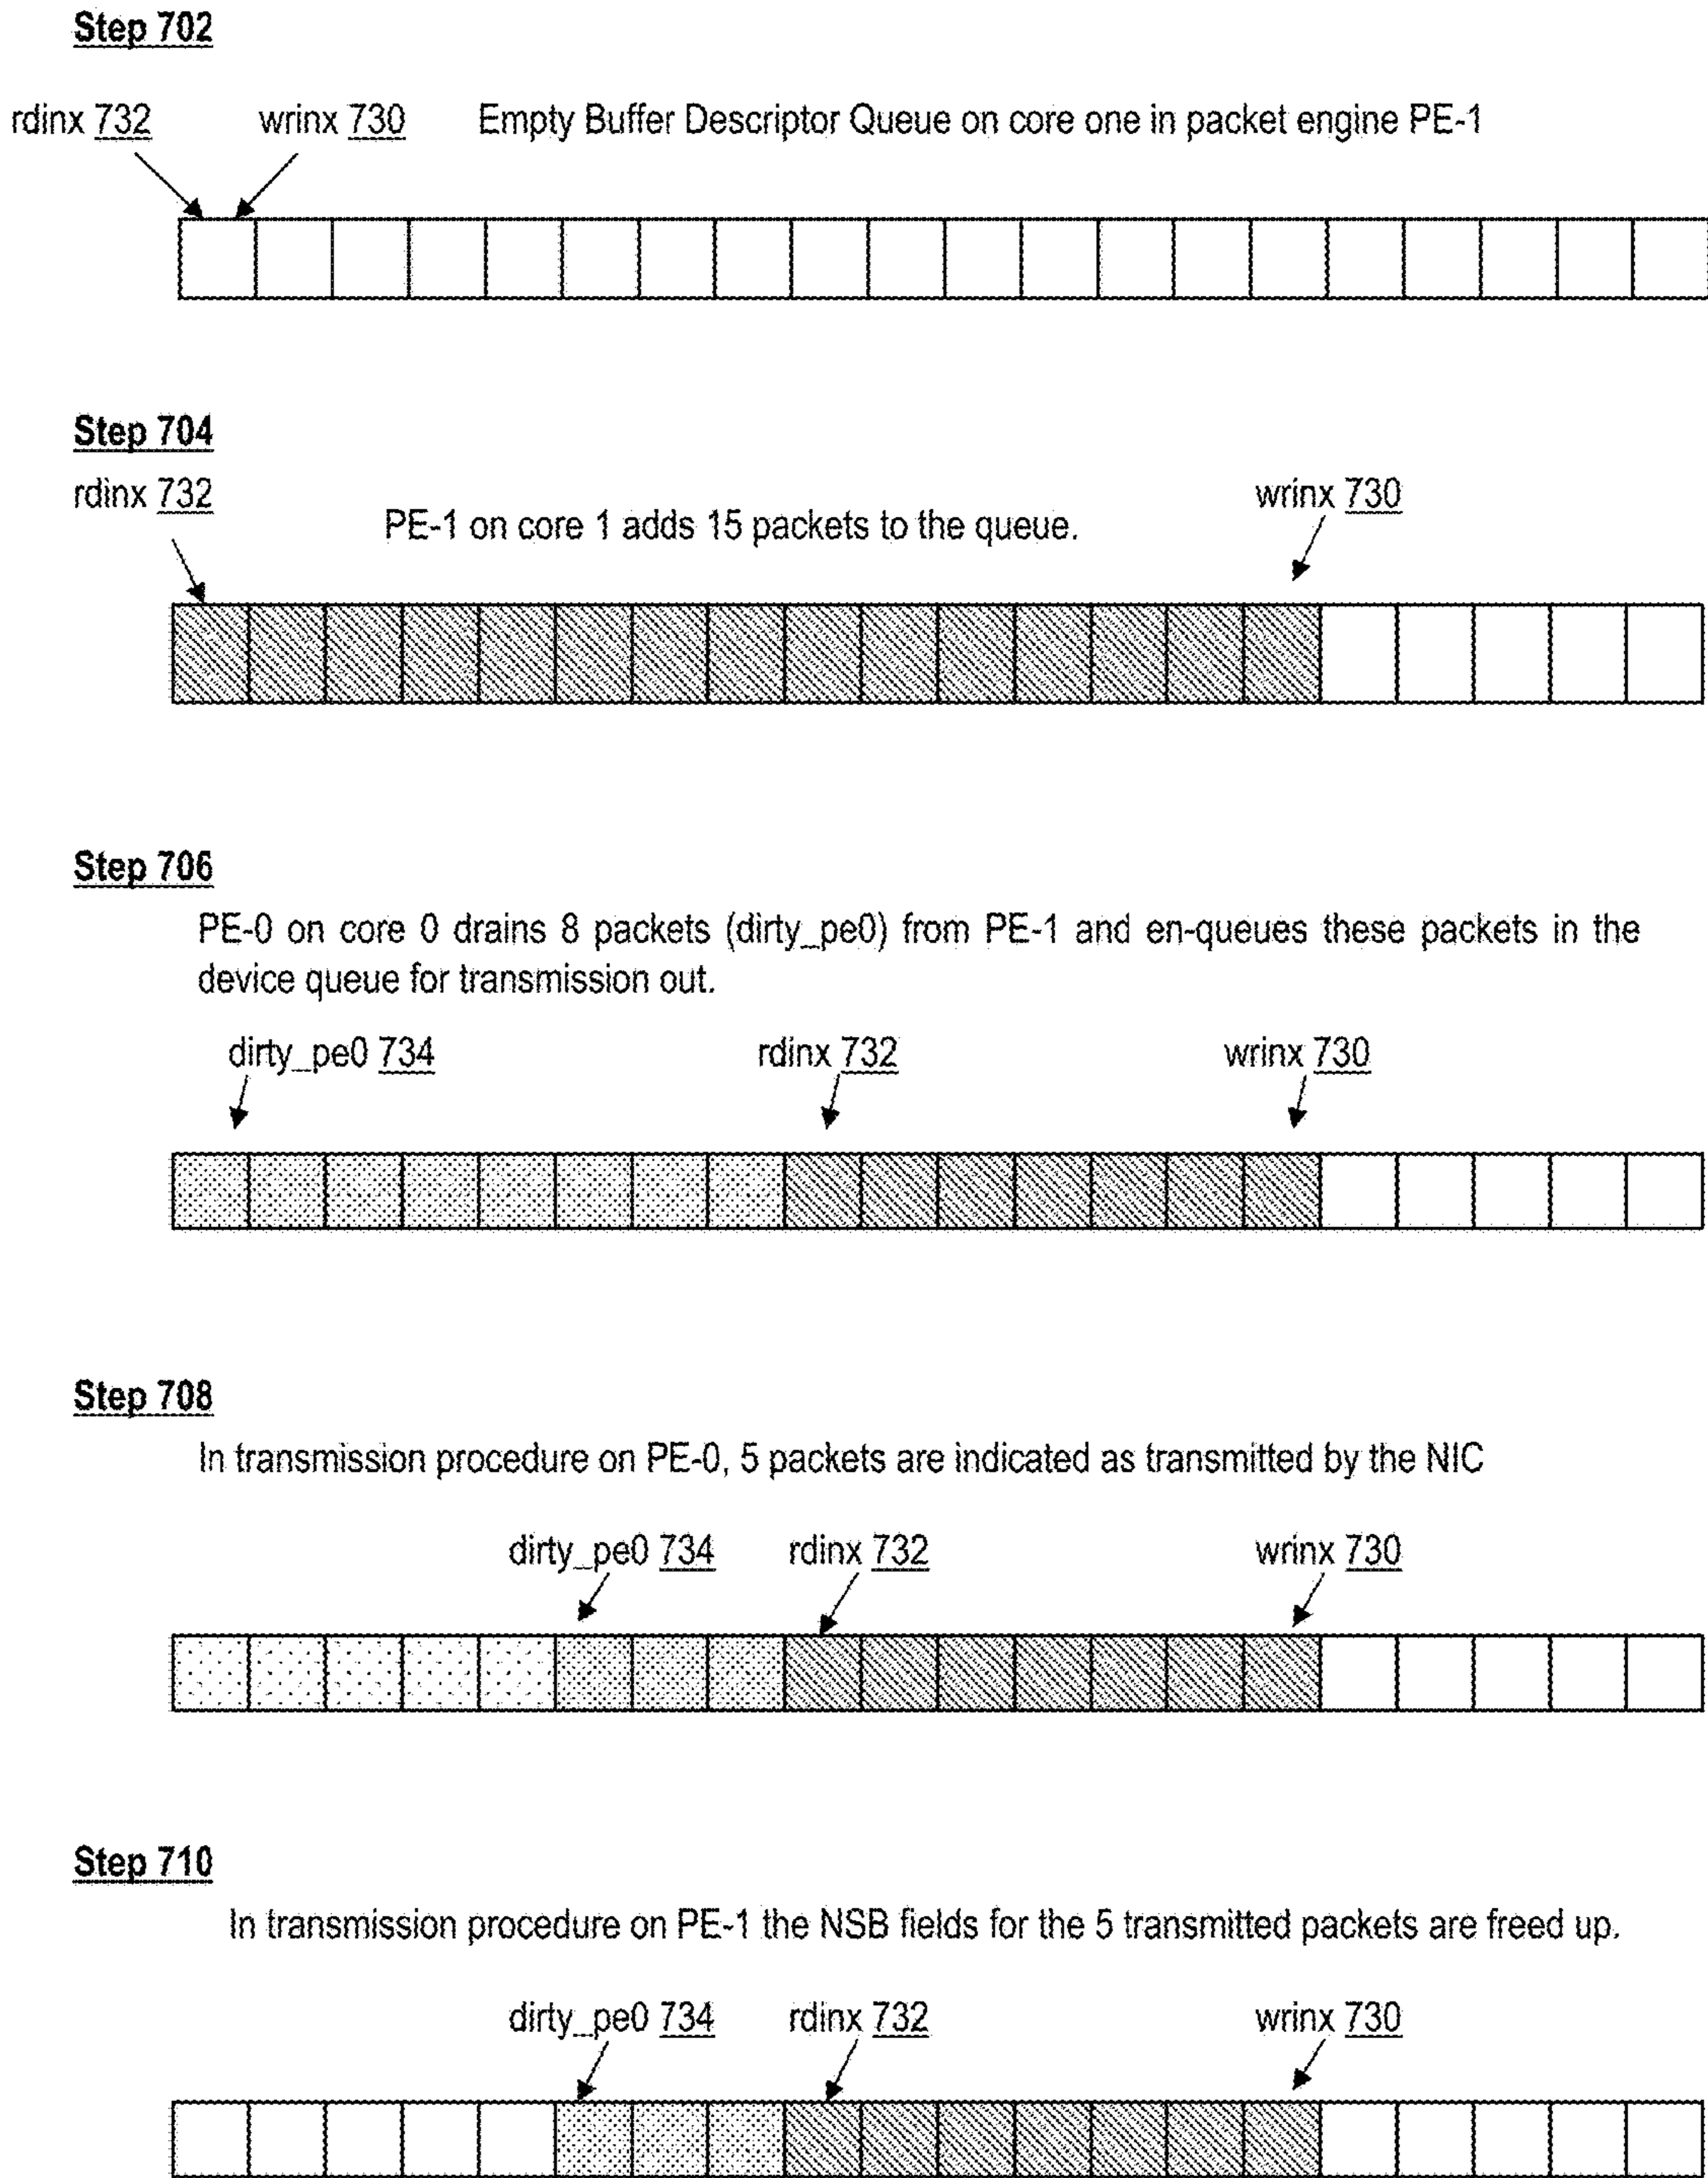 Step 702
rdinx 732 wrinx 730 Empty Buffer Descriptor Queue on core one in packet engine PE-1
Step 704
rdinx 732 wrinx 730
PE-1 on core 1 adds 15 packets to the queue.
Step 706
PE-0 on core 0 drains 8 packets (dirty_pe0) from PE-1 and en-queues these packets in the
device queue for transmission out.
dirty_pe0 734 rdinx 732 wrinx 730
Step 708
In transmission procedure on PE-0, 5 packets are indicated as transmitted by the NIC
dirty_pe0 734 rdinx 732 wrinx 730
Step 710
In transmission procedure on PE-1 the NSB fields for the 5 transmitted packets are freed up.
dirty_pe0 734 rdinx 732 wrinx 730